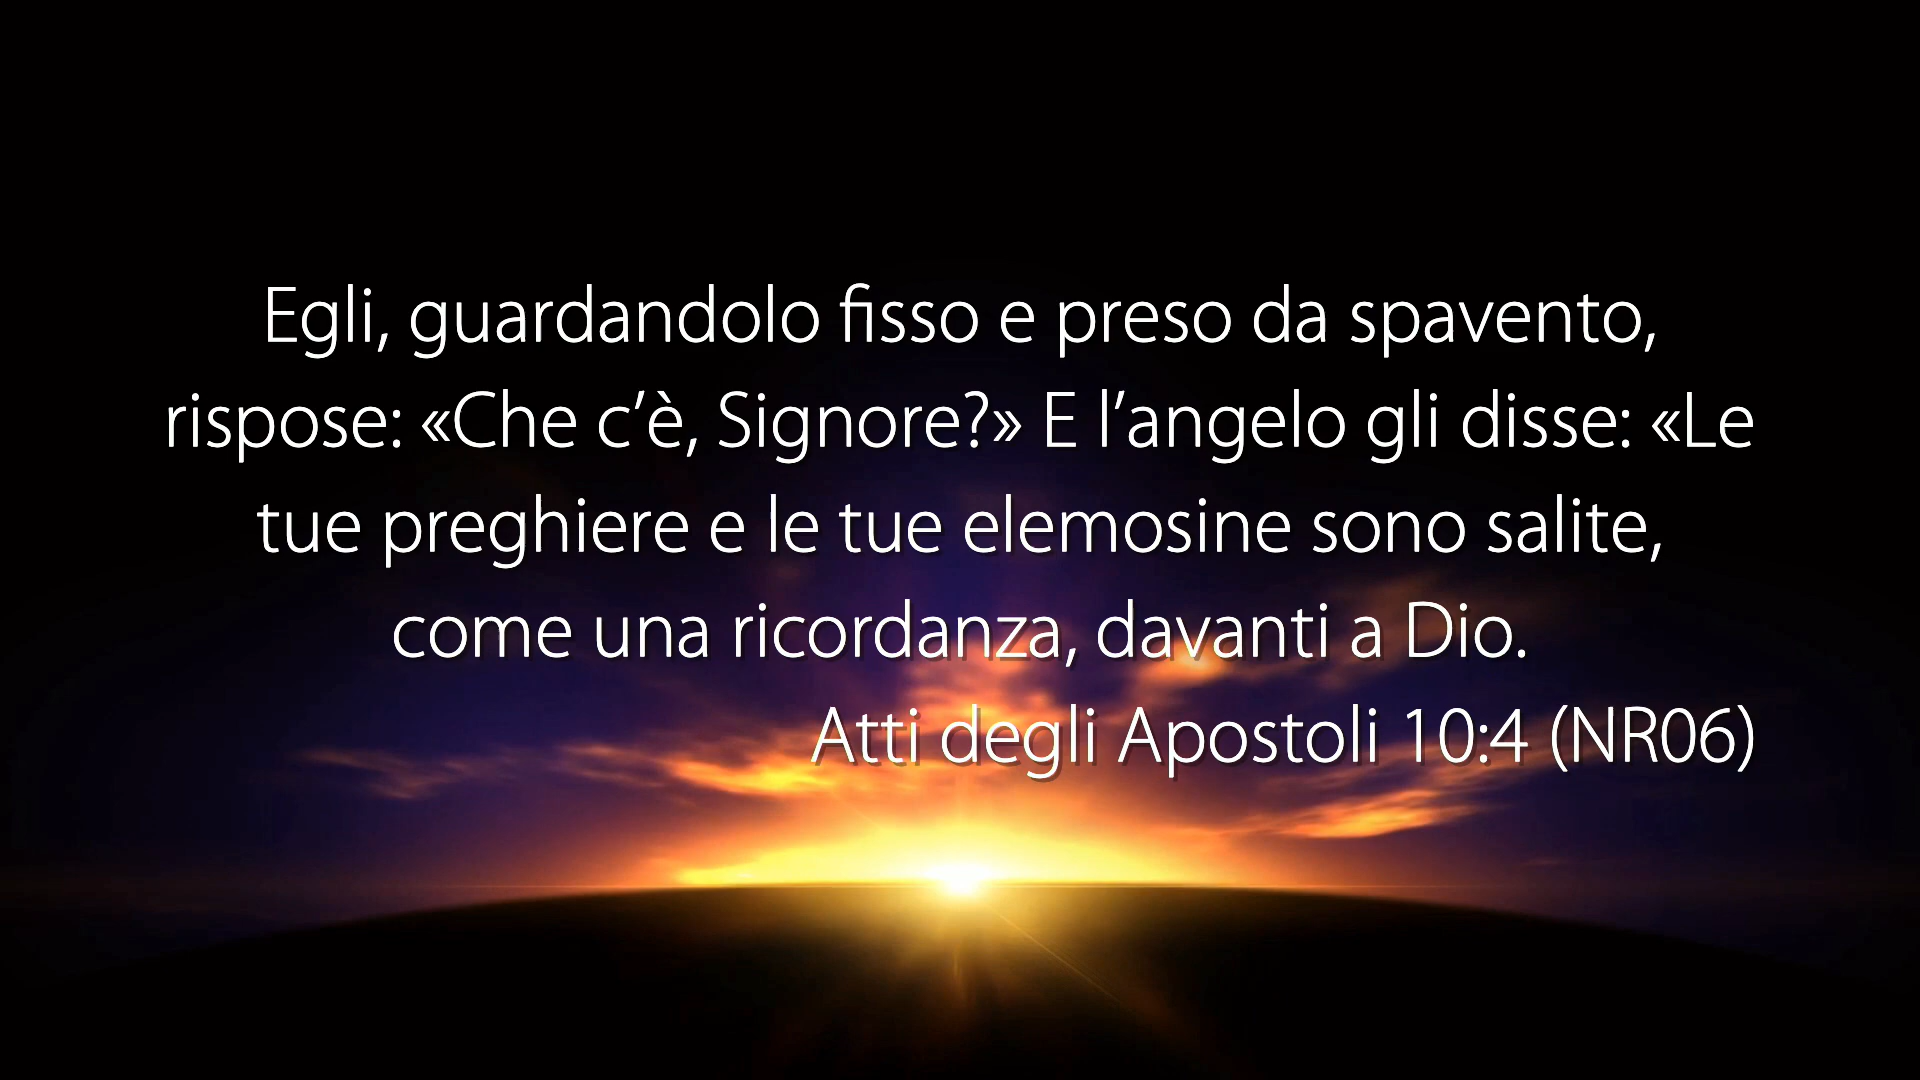 Egli, guardandolo fisso e preso da spavento,
rispose: «Che c’è, Signore?» E l’angelo gli disse: «Le
tue preghiere e le tue elemosine sono salite,
come una ricordanza, davanti a Dio.
Atti degli Apostoli 10:4 (NR06)